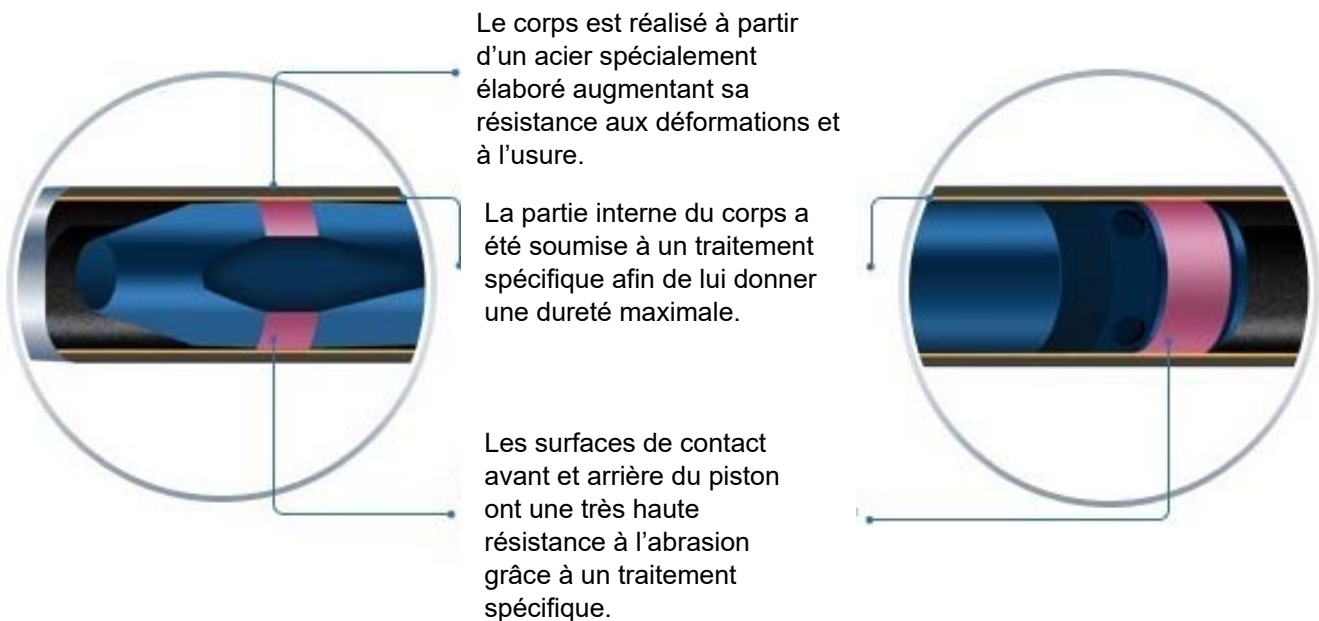 Le corps est réalisé à partir
d’un acier spécialement
élaboré augmentant sa
résistance aux déformations et
à l’usure.
La partie interne du corps a
été soumise à un traitement
spécifique afin de lui donner
une dureté maximale.
Les surfaces de contact
avant et arrière du piston
ont une très haute
résistance à l’abrasion
grâce à un traitement
spécifique.